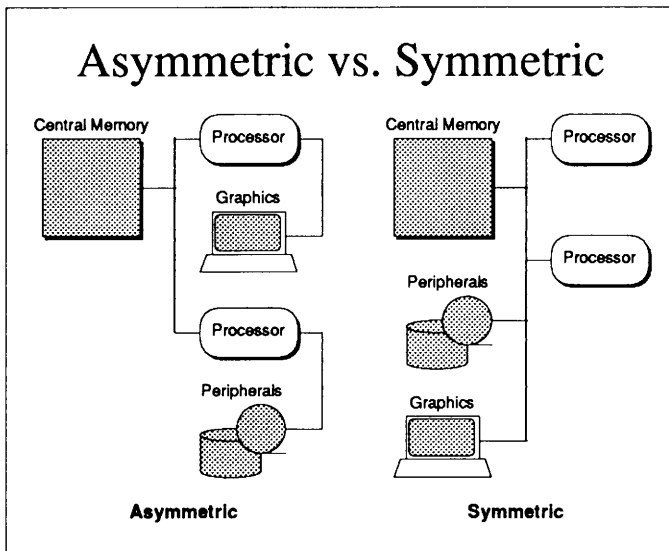 Asymmetric vs. Symmetric
Central Memory
Processor
Graphics
Processor
Peripherals
Asymmetric
Central Memory
Processor
Processor
Peripherals
Graphics
Symmetric